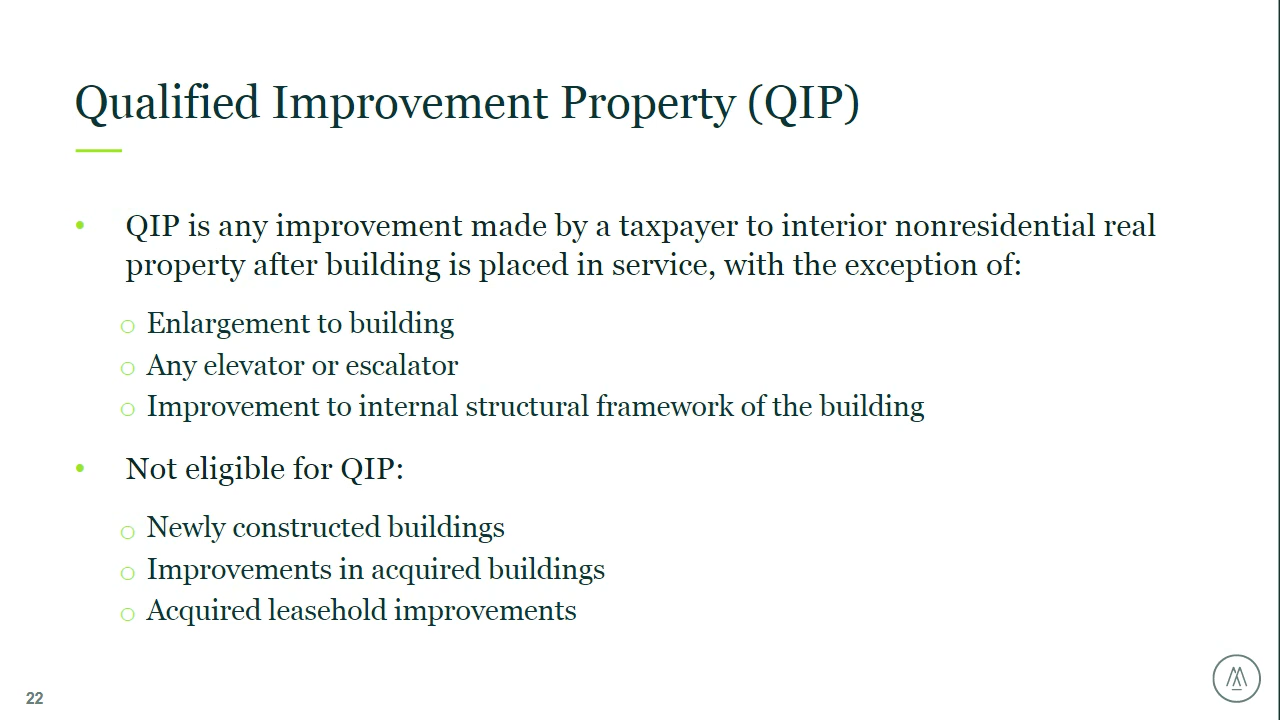 Qualified Improvement Property (QIP)
• QIP is any improvement made by a taxpayer to interior nonresidential real
property after building is placed in service, with the exception of:
o Enlargement to building
o Any elevator or escalator
o Improvement to internal structural framework of the building
• Not eligible for QIP:
o Newly constructed buildings
o Improvements in acquired buildings
o Acquired leasehold improvements
22